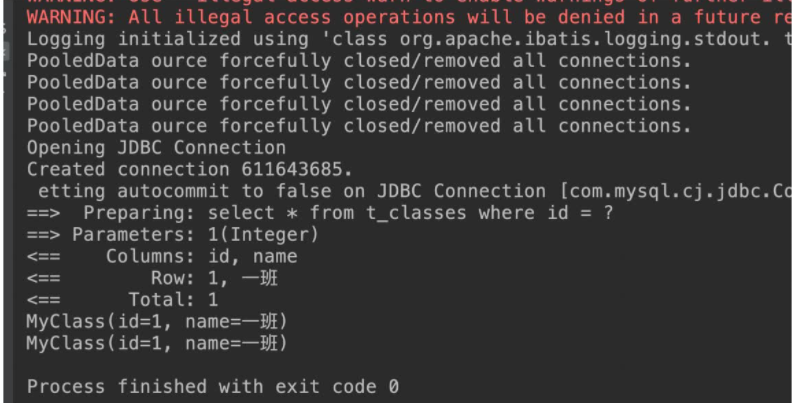 WARNING: All illegal access operations will be denied in a future re
Logging initialized using 'class org.apache.ibatis.logging.stdout. t
PooledData ource forcefully closed/removed all connections.
PooledData ource forcefully closed/removed all connections.
PooledData ource forcefully closed/removed all connections.
PooledData ource forcefully closed/removed all connections.
Opening JDBC Connection
Created connection 611643685.
etting autocommit to false on JDBC Connection [com.mysql.cj.jdbc.Co
==> Preparing: select * from t_classes where id = ?
==> Parameters: 1(Integer)
<== Columns: id, name
<== Row: 1, 一班
<== Total: 1
MyClass(id=1, name=一班)
MyClass(id=1, name=一班)
Process finished with exit code 0